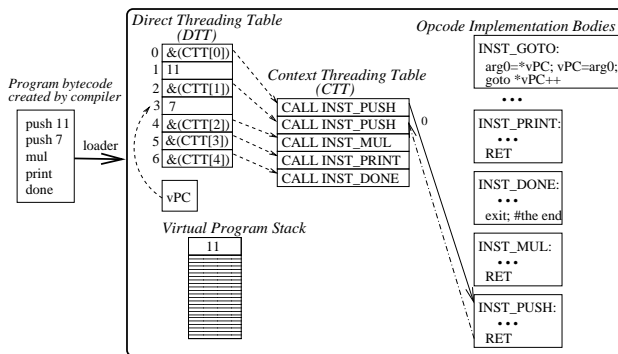 Direct Threading Table
(DTT)
Opcode Implementation Bodies
0 &(CTT[0])
1 11
2 &(CTT[1])
3 7
4 &(CTT[2])
5 &(CTT[3])
6 &(CTT[4])
vPC
Program bytecode
created by compiler
push 11
push 7
mul
print
done
loader
Context Threading Table
(CTT)
CALL INST_PUSH
CALL INST_PUSH
CALL INST_MUL
CALL INST_PRINT
CALL INST_DONE
0
Virtual Program Stack
11
INST_GOTO:
arg0=*vPC; vPC=arg0;
goto *vPC++
•••
INST_PRINT:
•••
RET
INST_DONE:
•••
exit; #the end
INST_MUL:
•••
RET
INST_PUSH:
•••
RET